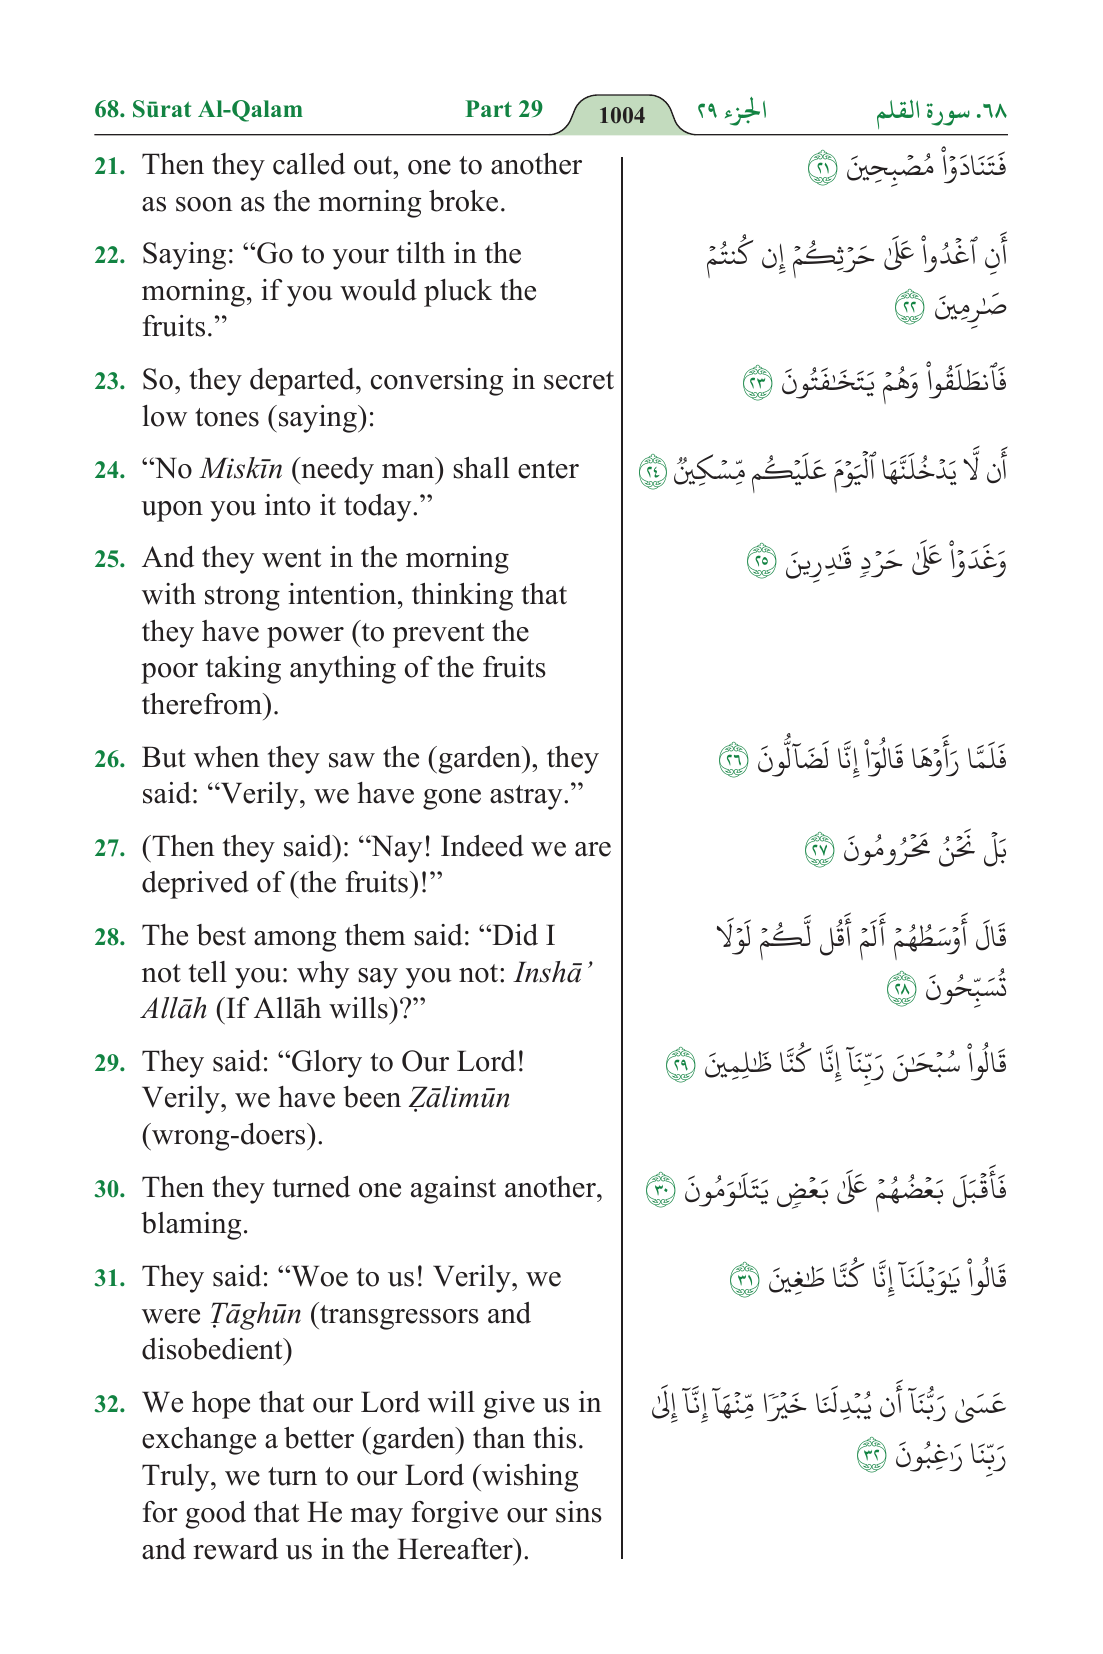 68. Sūrat Al-Qalam Part 29 1004 الجزء ٢٩ ٦٨. سورة القلم
21. Then they called out, one to another
as soon as the morning broke.
22. Saying: “Go to your tilth in the
morning, if you would pluck the
fruits.”
23. So, they departed, conversing in secret
low tones (saying):
24. “No Miskīn (needy man) shall enter
upon you into it today.”
25. And they went in the morning
with strong intention, thinking that
they have power (to prevent the
poor taking anything of the fruits
therefrom).
26. But when they saw the (garden), they
said: “Verily, we have gone astray.”
27. (Then they said): “Nay! Indeed we are
deprived of (the fruits)!”
28. The best among them said: “Did I
not tell you: why say you not: Inshā’
Allāh (If Allāh wills)?”
29. They said: “Glory to Our Lord!
Verily, we have been Ẓālimūn
(wrong-doers).
30. Then they turned one against another,
blaming.
31. They said: “Woe to us! Verily, we
were Ṭāghūn (transgressors and
disobedient)
32. We hope that our Lord will give us in
exchange a better (garden) than this.
Truly, we turn to our Lord (wishing
for good that He may forgive our sins
and reward us in the Hereafter).
فَتَنَادَوۡاْ مُصۡبِحِينَ ٢١
أَنِ ٱغۡدُواْ عَلَىٰ حَرۡثِكُمۡ إِن كُنتُمۡ
صَٰرِمِينَ ٢٢
فَٱنطَلَقُواْ وَهُمۡ يَتَخَٰفَتُونَ ٢٣
أَن لَّا يَدۡخُلَنَّهَا ٱلۡيَوۡمَ عَلَيۡكُم مِّسۡكِينٞ ٢٤
وَغَدَوۡاْ عَلَىٰ حَرۡدٖ قَٰدِرِينَ ٢٥
فَلَمَّا رَأَوۡهَا قَالُوٓاْ إِنَّا لَضَآلُّونَ ٢٦
بَلۡ نَحۡنُ مَحۡرُومُونَ ٢٧
قَالَ أَوۡسَطُهُمۡ أَلَمۡ أَقُل لَّكُمۡ لَوۡلَا
تُسَبِّحُونَ ٢٨
قَالُواْ سُبۡحَٰنَ رَبِّنَآ إِنَّا كُنَّا ظَٰلِمِينَ ٢٩
فَأَقۡبَلَ بَعۡضُهُمۡ عَلَىٰ بَعۡضٖ يَتَلَٰوَمُونَ ٣٠
قَالُواْ يَٰوَيۡلَنَآ إِنَّا كُنَّا طَٰغِينَ ٣١
عَسَىٰ رَبُّنَآ أَن يُبۡدِلَنَا خَيۡرٗا مِّنۡهَآ إِنَّآ إِلَىٰ
رَبِّنَا رَٰغِبُونَ ٣٢